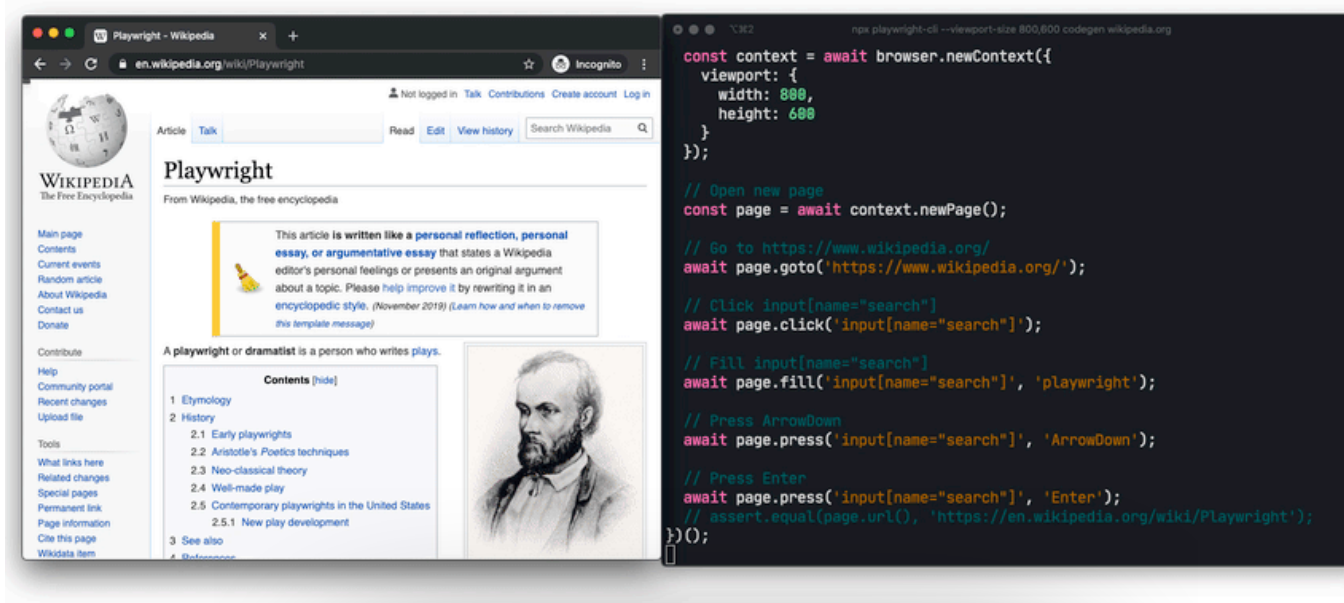 Playwright - Wikipedia
en.wikipedia.org/wiki/Playwright
Incognito
Not logged in Talk Contributions Create account Log in
Article Talk Read Edit View history Search Wikipedia
WIKIPEDIA
The Free Encyclopedia
Main page
Contents
Current events
Random article
About Wikipedia
Contact us
Donate
Contribute
Help
Community portal
Recent changes
Upload file
Tools
What links here
Related changes
Special pages
Permanent link
Page information
Cite this page
Wikidata item
Playwright
From Wikipedia, the free encyclopedia
This article is written like a personal reflection, personal
essay, or argumentative essay that states a Wikipedia
editor's personal feelings or presents an original argument
about a topic. Please help improve it by rewriting it in an
encyclopedic style. (November 2019) (Learn how and when to remove
this template message)
A playwright or dramatist is a person who writes plays.
Contents [hide]
1 Etymology
2 History
2.1 Early playwrights
2.2 Aristotle's Poetics techniques
2.3 Neo-classical theory
2.4 Well-made play
2.5 Contemporary playwrights in the United States
2.5.1 New play development
3 See also
4 References
⌥⌘2 npx playwright-cli --viewport-size 800,600 codegen wikipedia.org
const context = await browser.newContext({
viewport: {
width: 800,
height: 600
}
});
// Open new page
const page = await context.newPage();
// Go to https://www.wikipedia.org/
await page.goto('https://www.wikipedia.org/');
// Click input[name="search"]
await page.click('input[name="search"]');
// Fill input[name="search"]
await page.fill('input[name="search"]', 'playwright');
// Press ArrowDown
await page.press('input[name="search"]', 'ArrowDown');
// Press Enter
await page.press('input[name="search"]', 'Enter');
// assert.equal(page.url(), 'https://en.wikipedia.org/wiki/Playwright');
})();